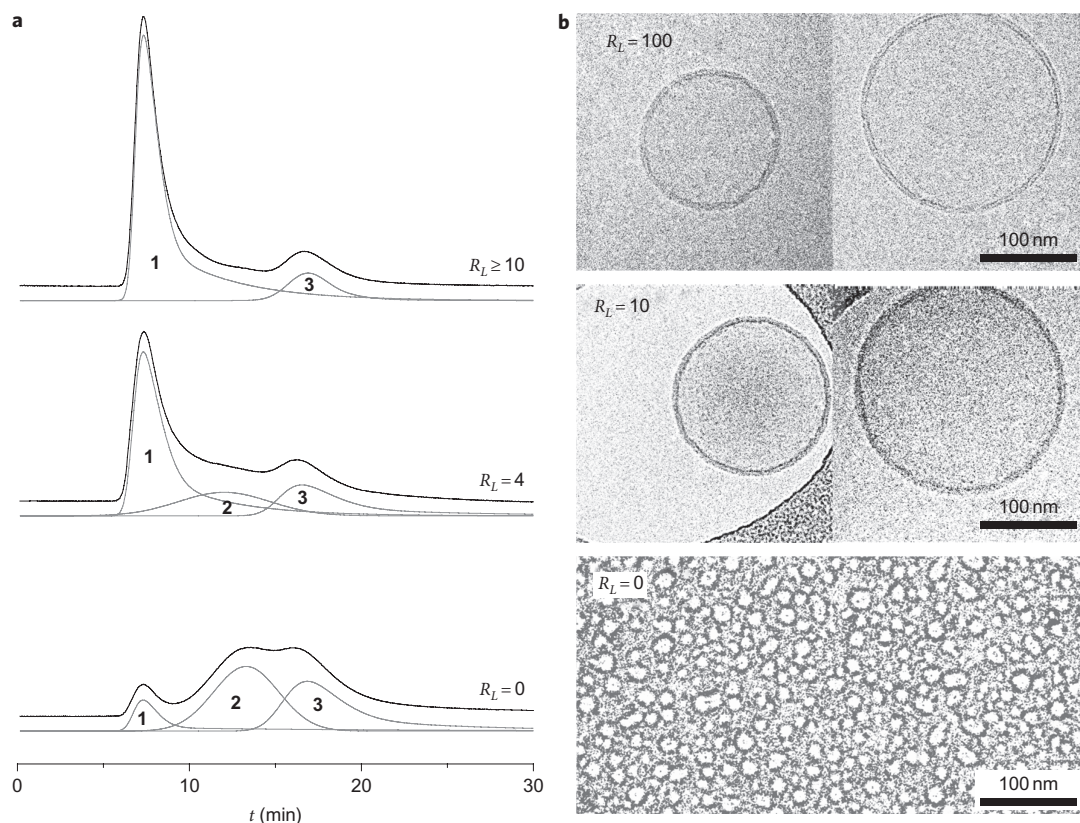 a
1
3
R_L ≥ 10
1
2
3
R_L = 4
1
2
3
R_L = 0
0 10 20 30
t (min)
b
R_L = 100
100 nm
R_L = 10
100 nm
R_L = 0
100 nm